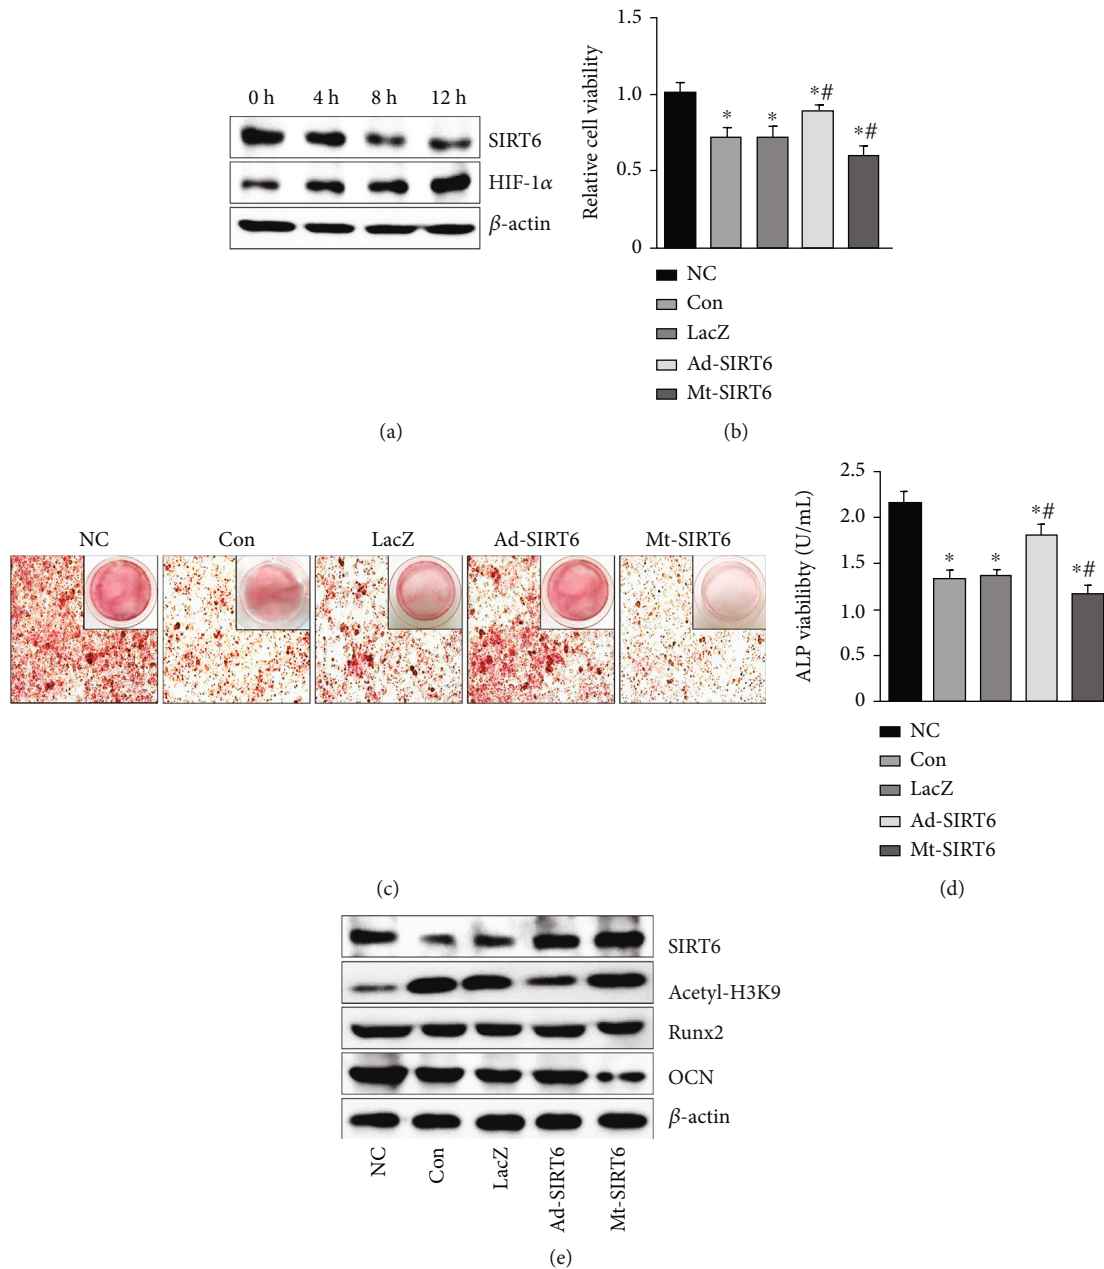 0 h 4 h 8 h 12 h
SIRT6
HIF-1α
β-actin
(a)
Relative cell viability
1.5
1.0
0.5
0
* * *# *#
NC
Con
LacZ
Ad-SIRT6
Mt-SIRT6
(b)
NC Con LacZ Ad-SIRT6 Mt-SIRT6
(c)
ALP viability (U/mL)
2.5
2.0
1.5
1.0
0.5
0
* * *# *#
NC
Con
LacZ
Ad-SIRT6
Mt-SIRT6
(d)
SIRT6
Acetyl-H3K9
Runx2
OCN
β-actin
NC Con LacZ Ad-SIRT6 Mt-SIRT6
(e)